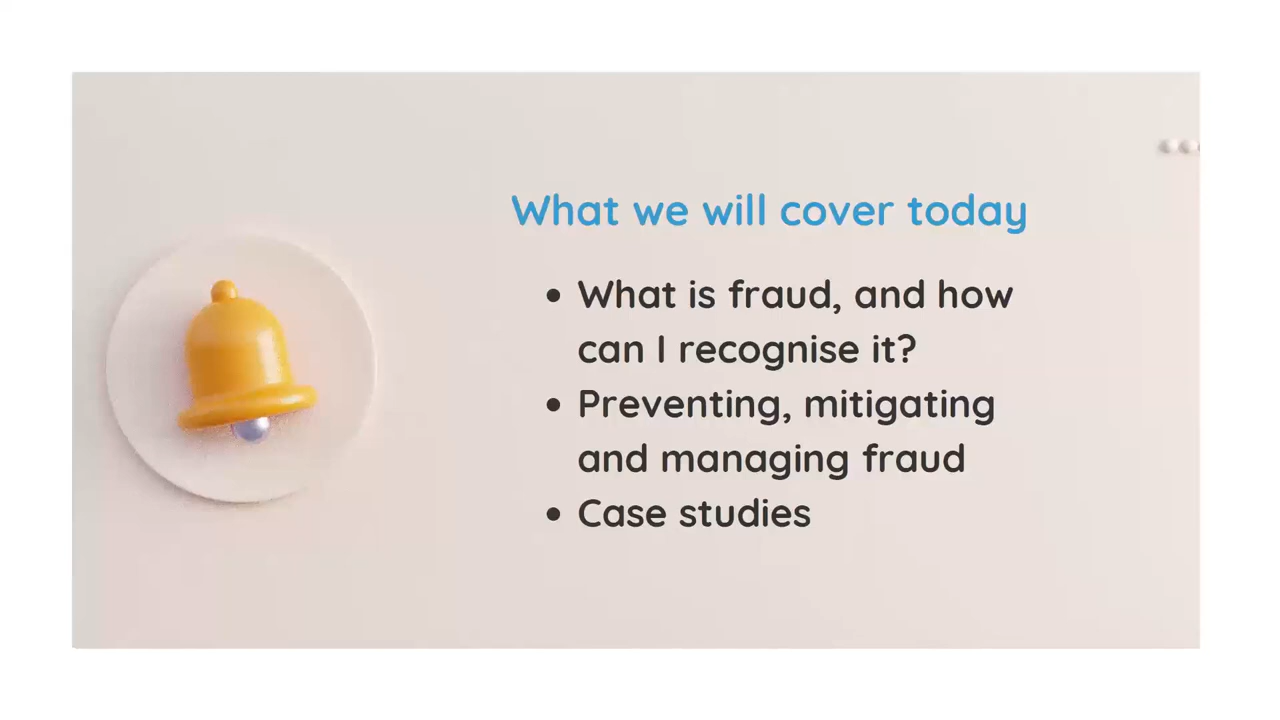 What we will cover today
• What is fraud, and how
can I recognise it?
• Preventing, mitigating
and managing fraud
• Case studies